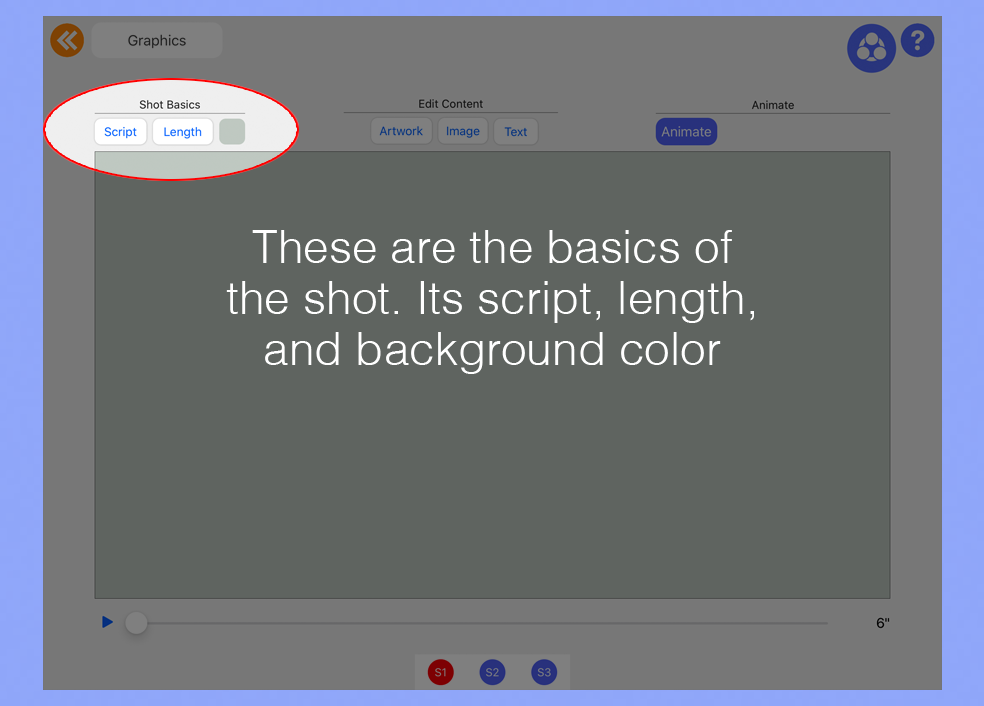 Graphics
?
Shot Basics
Edit Content
Animate
Script
Length
Artwork
Image
Text
Animate
These are the basics of
the shot. Its script, length,
and background color
6"
S1
S2
S3